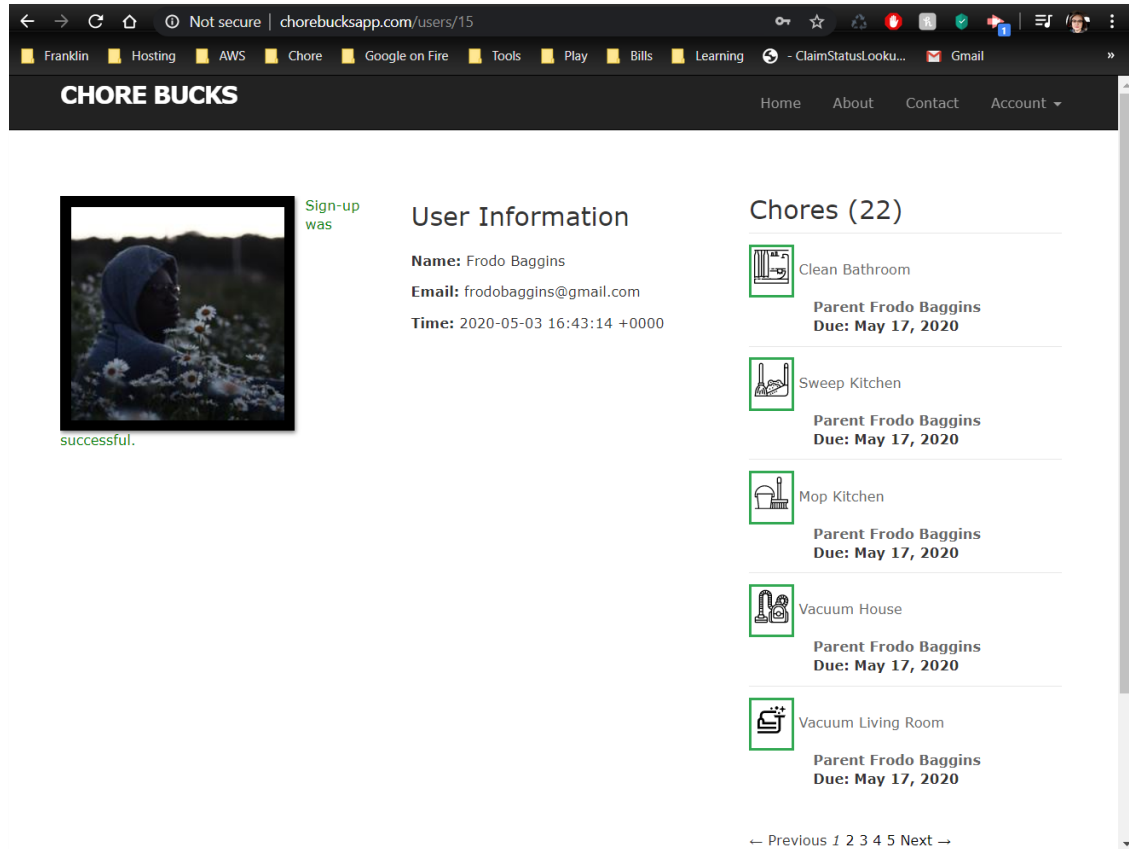 Not secure | chorebucksapp.com/users/15
Franklin Hosting AWS Chore Google on Fire Tools Play Bills Learning - ClaimStatusLooku... Gmail »
CHORE BUCKS
Home About Contact Account
Sign-up
was
successful.
User Information
Name: Frodo Baggins
Email: frodobaggins@gmail.com
Time: 2020-05-03 16:43:14 +0000
Chores (22)
Clean Bathroom
Parent Frodo Baggins
Due: May 17, 2020
Sweep Kitchen
Parent Frodo Baggins
Due: May 17, 2020
Mop Kitchen
Parent Frodo Baggins
Due: May 17, 2020
Vacuum House
Parent Frodo Baggins
Due: May 17, 2020
Vacuum Living Room
Parent Frodo Baggins
Due: May 17, 2020
← Previous 1 2 3 4 5 Next →